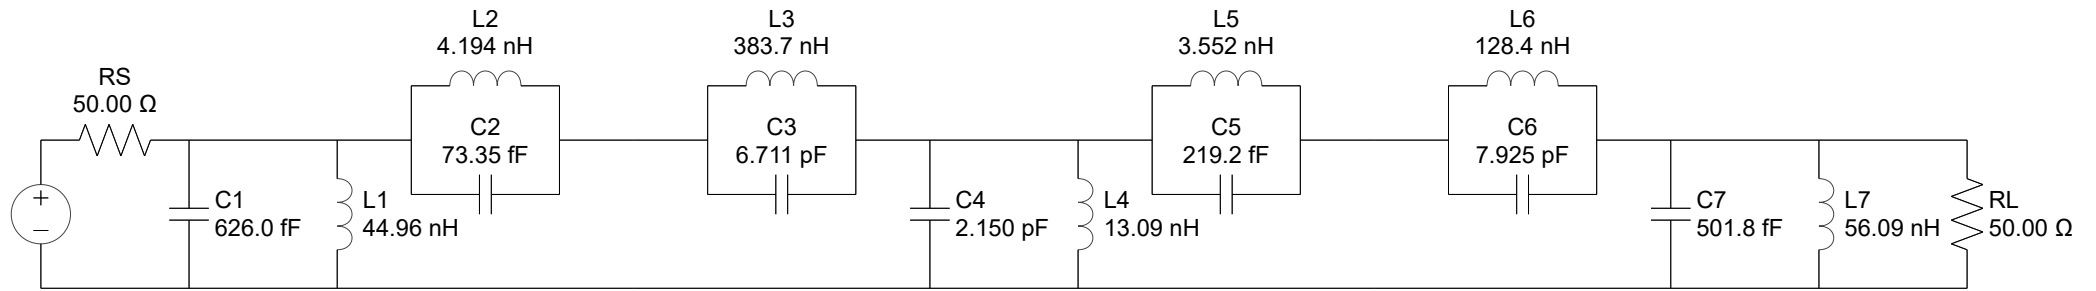 RS
50.00 Ω
+
−
C1
626.0 fF
L1
44.96 nH
L2
4.194 nH
C2
73.35 fF
L3
383.7 nH
C3
6.711 pF
C4
2.150 pF
L4
13.09 nH
L5
3.552 nH
C5
219.2 fF
L6
128.4 nH
C6
7.925 pF
C7
501.8 fF
L7
56.09 nH
RL
50.00 Ω